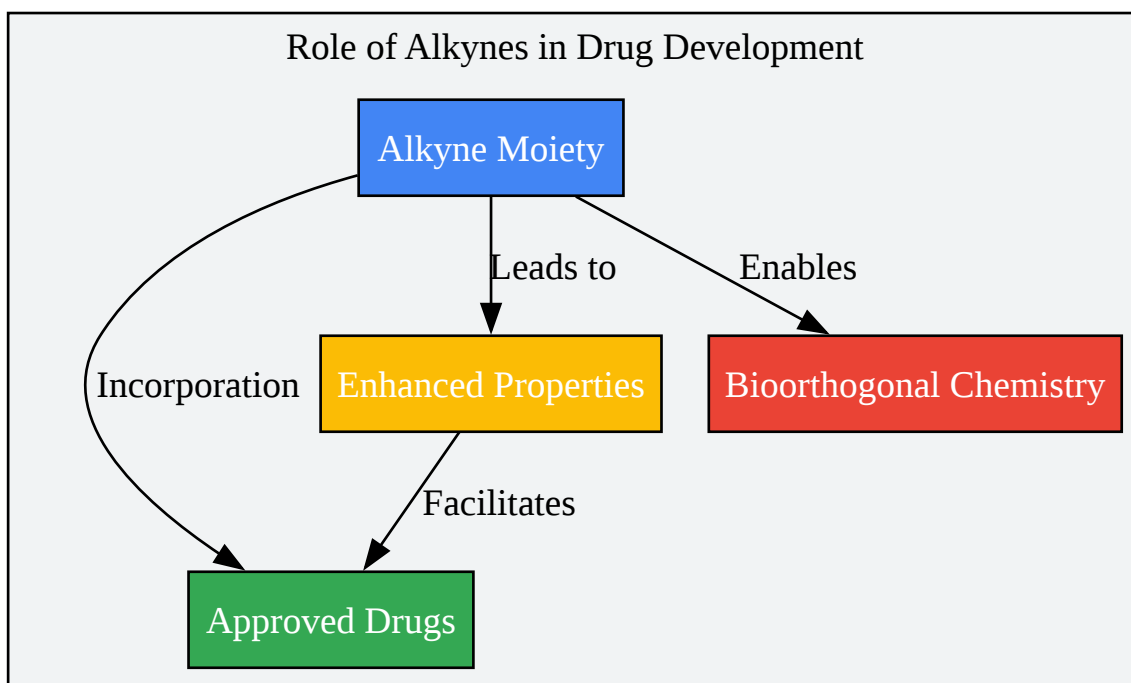 Role of Alkynes in Drug Development
Alkyne Moiety
Leads to
Enables
Incorporation
Enhanced Properties
Bioorthogonal Chemistry
Facilitates
Approved Drugs